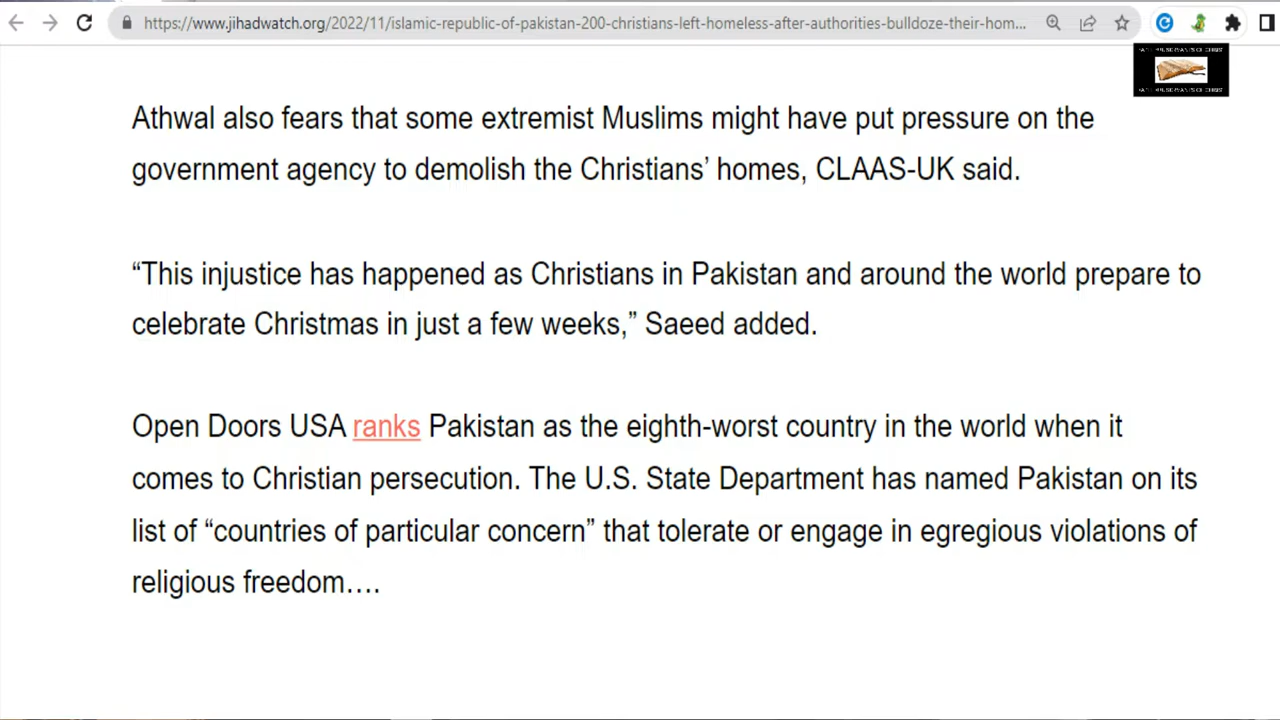 https://www.jihadwatch.org/2022/11/islamic-republic-of-pakistan-200-christians-left-homeless-after-authorities-bulldoze-their-hom...
Athwal also fears that some extremist Muslims might have put pressure on the
government agency to demolish the Christians’ homes, CLAAS-UK said.
“This injustice has happened as Christians in Pakistan and around the world prepare to
celebrate Christmas in just a few weeks,” Saeed added.
Open Doors USA ranks Pakistan as the eighth-worst country in the world when it
comes to Christian persecution. The U.S. State Department has named Pakistan on its
list of “countries of particular concern” that tolerate or engage in egregious violations of
religious freedom….